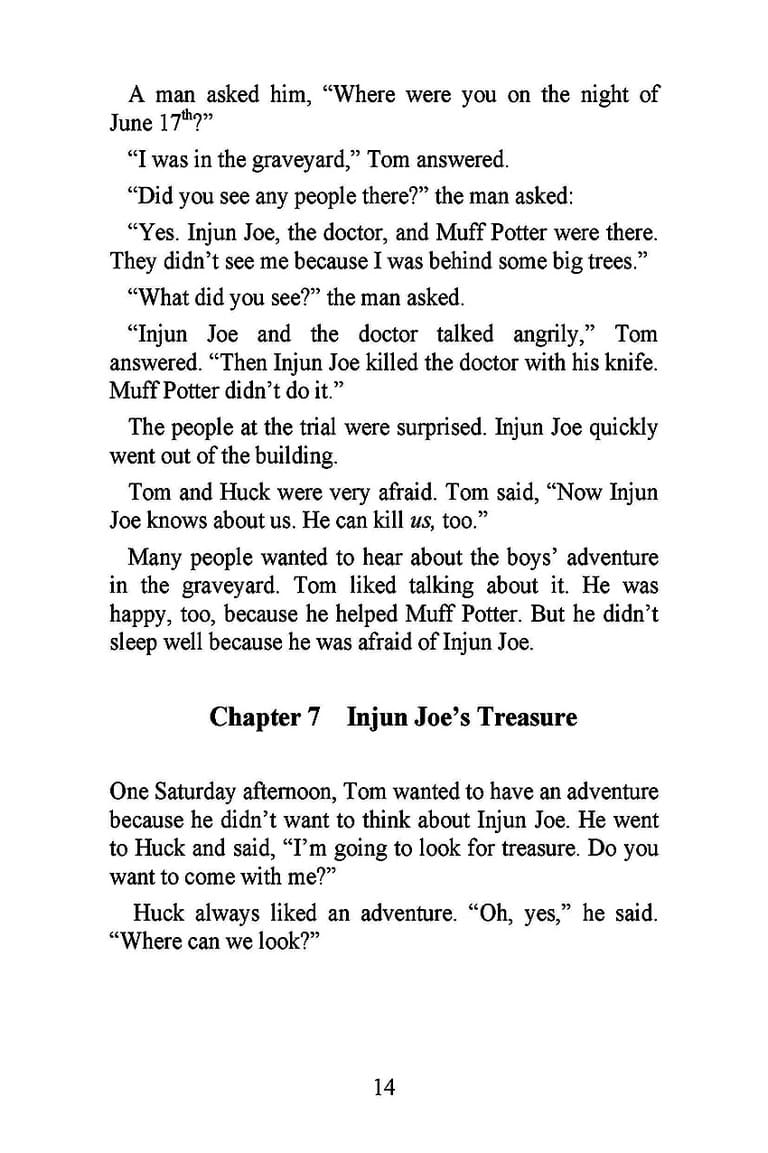 A man asked him, “Where were you on the night of
June 17th?”
“I was in the graveyard,” Tom answered.
“Did you see any people there?” the man asked:
“Yes. Injun Joe, the doctor, and Muff Potter were there.
They didn’t see me because I was behind some big trees.”
“What did you see?” the man asked.
“Injun Joe and the doctor talked angrily,” Tom
answered. “Then Injun Joe killed the doctor with his knife.
Muff Potter didn’t do it.”
The people at the trial were surprised. Injun Joe quickly
went out of the building.
Tom and Huck were very afraid. Tom said, “Now Injun
Joe knows about us. He can kill us, too.”
Many people wanted to hear about the boys’ adventure
in the graveyard. Tom liked talking about it. He was
happy, too, because he helped Muff Potter. But he didn’t
sleep well because he was afraid of Injun Joe.
Chapter 7 Injun Joe’s Treasure
One Saturday afternoon, Tom wanted to have an adventure
because he didn’t want to think about Injun Joe. He went
to Huck and said, “I’m going to look for treasure. Do you
want to come with me?”
Huck always liked an adventure. “Oh, yes,” he said.
“Where can we look?”
14